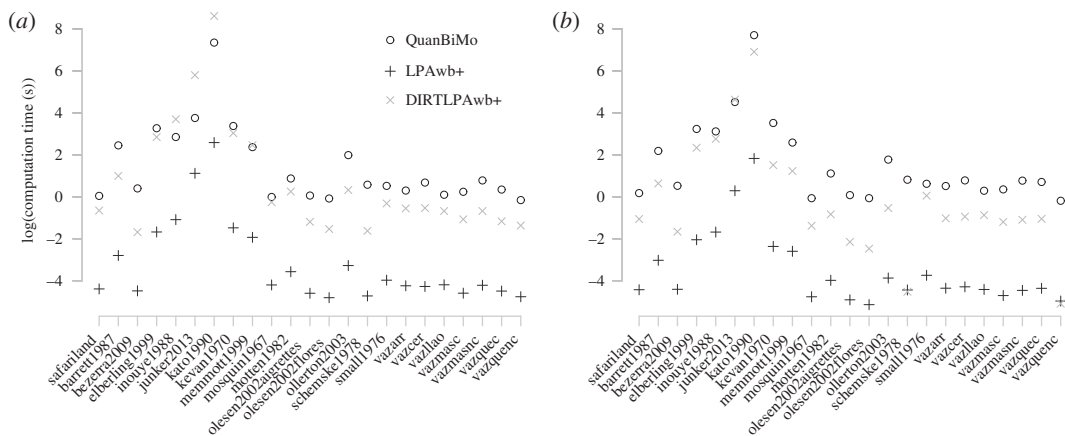 (a)
8
6
4
2
0
−2
−4
log(computation time (s))
QuanBiMo
LPAwb+
DIRTLPAwb+
safariland
barrett1987
bezerra2009
elberling1999
inouye1988
junker2013
kato1990
kevan1970
memmott1999
mosquin1967
motten1982
olesen2002aigrettes
olesen2002flores
ollerton2003
schemske1978
small1976
vazarr
vazcer
vazllao
vazmasc
vazmasnc
vazquec
vazquenc
(b)
8
6
4
2
0
−2
−4
safariland
barrett1987
bezerra2009
elberling1999
inouye1988
junker2013
kato1990
kevan1970
memmott1999
mosquin1967
motten1982
olesen2002aigrettes
olesen2002flores
ollerton2003
schemske1978
small1976
vazarr
vazcer
vazllao
vazmasc
vazmasnc
vazquec
vazquenc